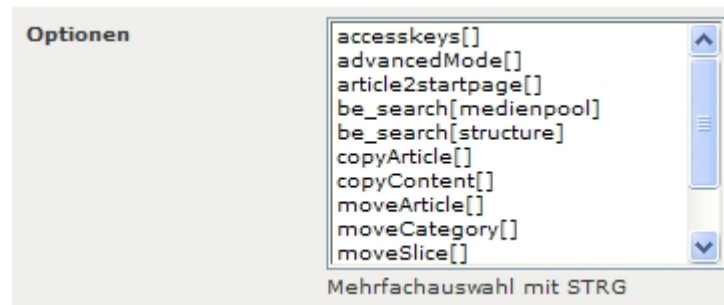 Optionen
accesskeys[]
advancedMode[]
article2startpage[]
be_search[medienpool]
be_search[structure]
copyArticle[]
copyContent[]
moveArticle[]
moveCategory[]
moveSlice[]
Mehrfachauswahl mit STRG